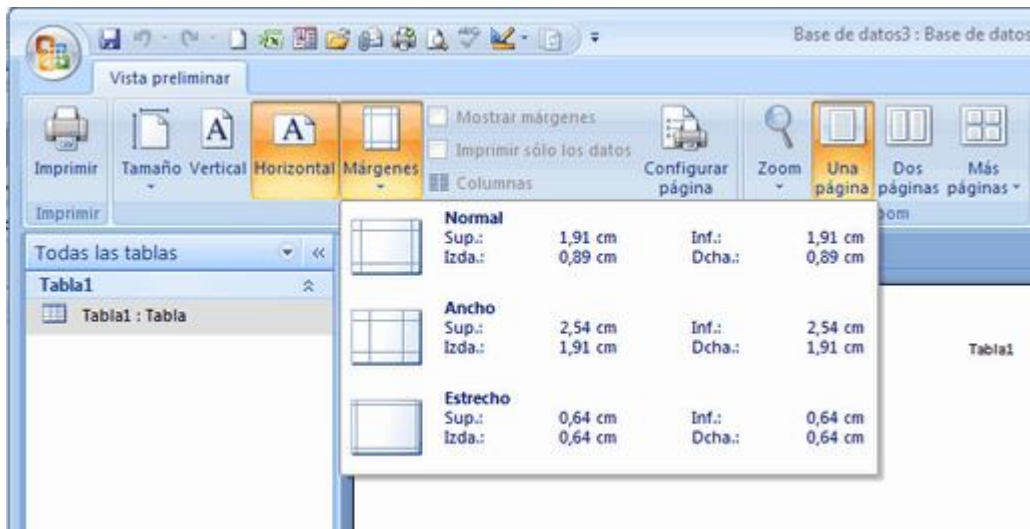 Base de datos3 : Base de datos
Vista preliminar
Imprimir
Tamaño
Vertical
Horizontal
Márgenes
Mostrar márgenes
Imprimir sólo los datos
Columnas
Configurar
página
Zoom
Una
página
Dos
páginas
Más
páginas
Imprimir
Todas las tablas
Tabla1
Tabla1 : Tabla
Normal
Sup.: 1,91 cm Inf.: 1,91 cm
Izda.: 0,89 cm Dcha.: 0,89 cm
Ancho
Sup.: 2,54 cm Inf.: 2,54 cm
Izda.: 1,91 cm Dcha.: 1,91 cm
Estrecho
Sup.: 0,64 cm Inf.: 0,64 cm
Izda.: 0,64 cm Dcha.: 0,64 cm
Tabla1